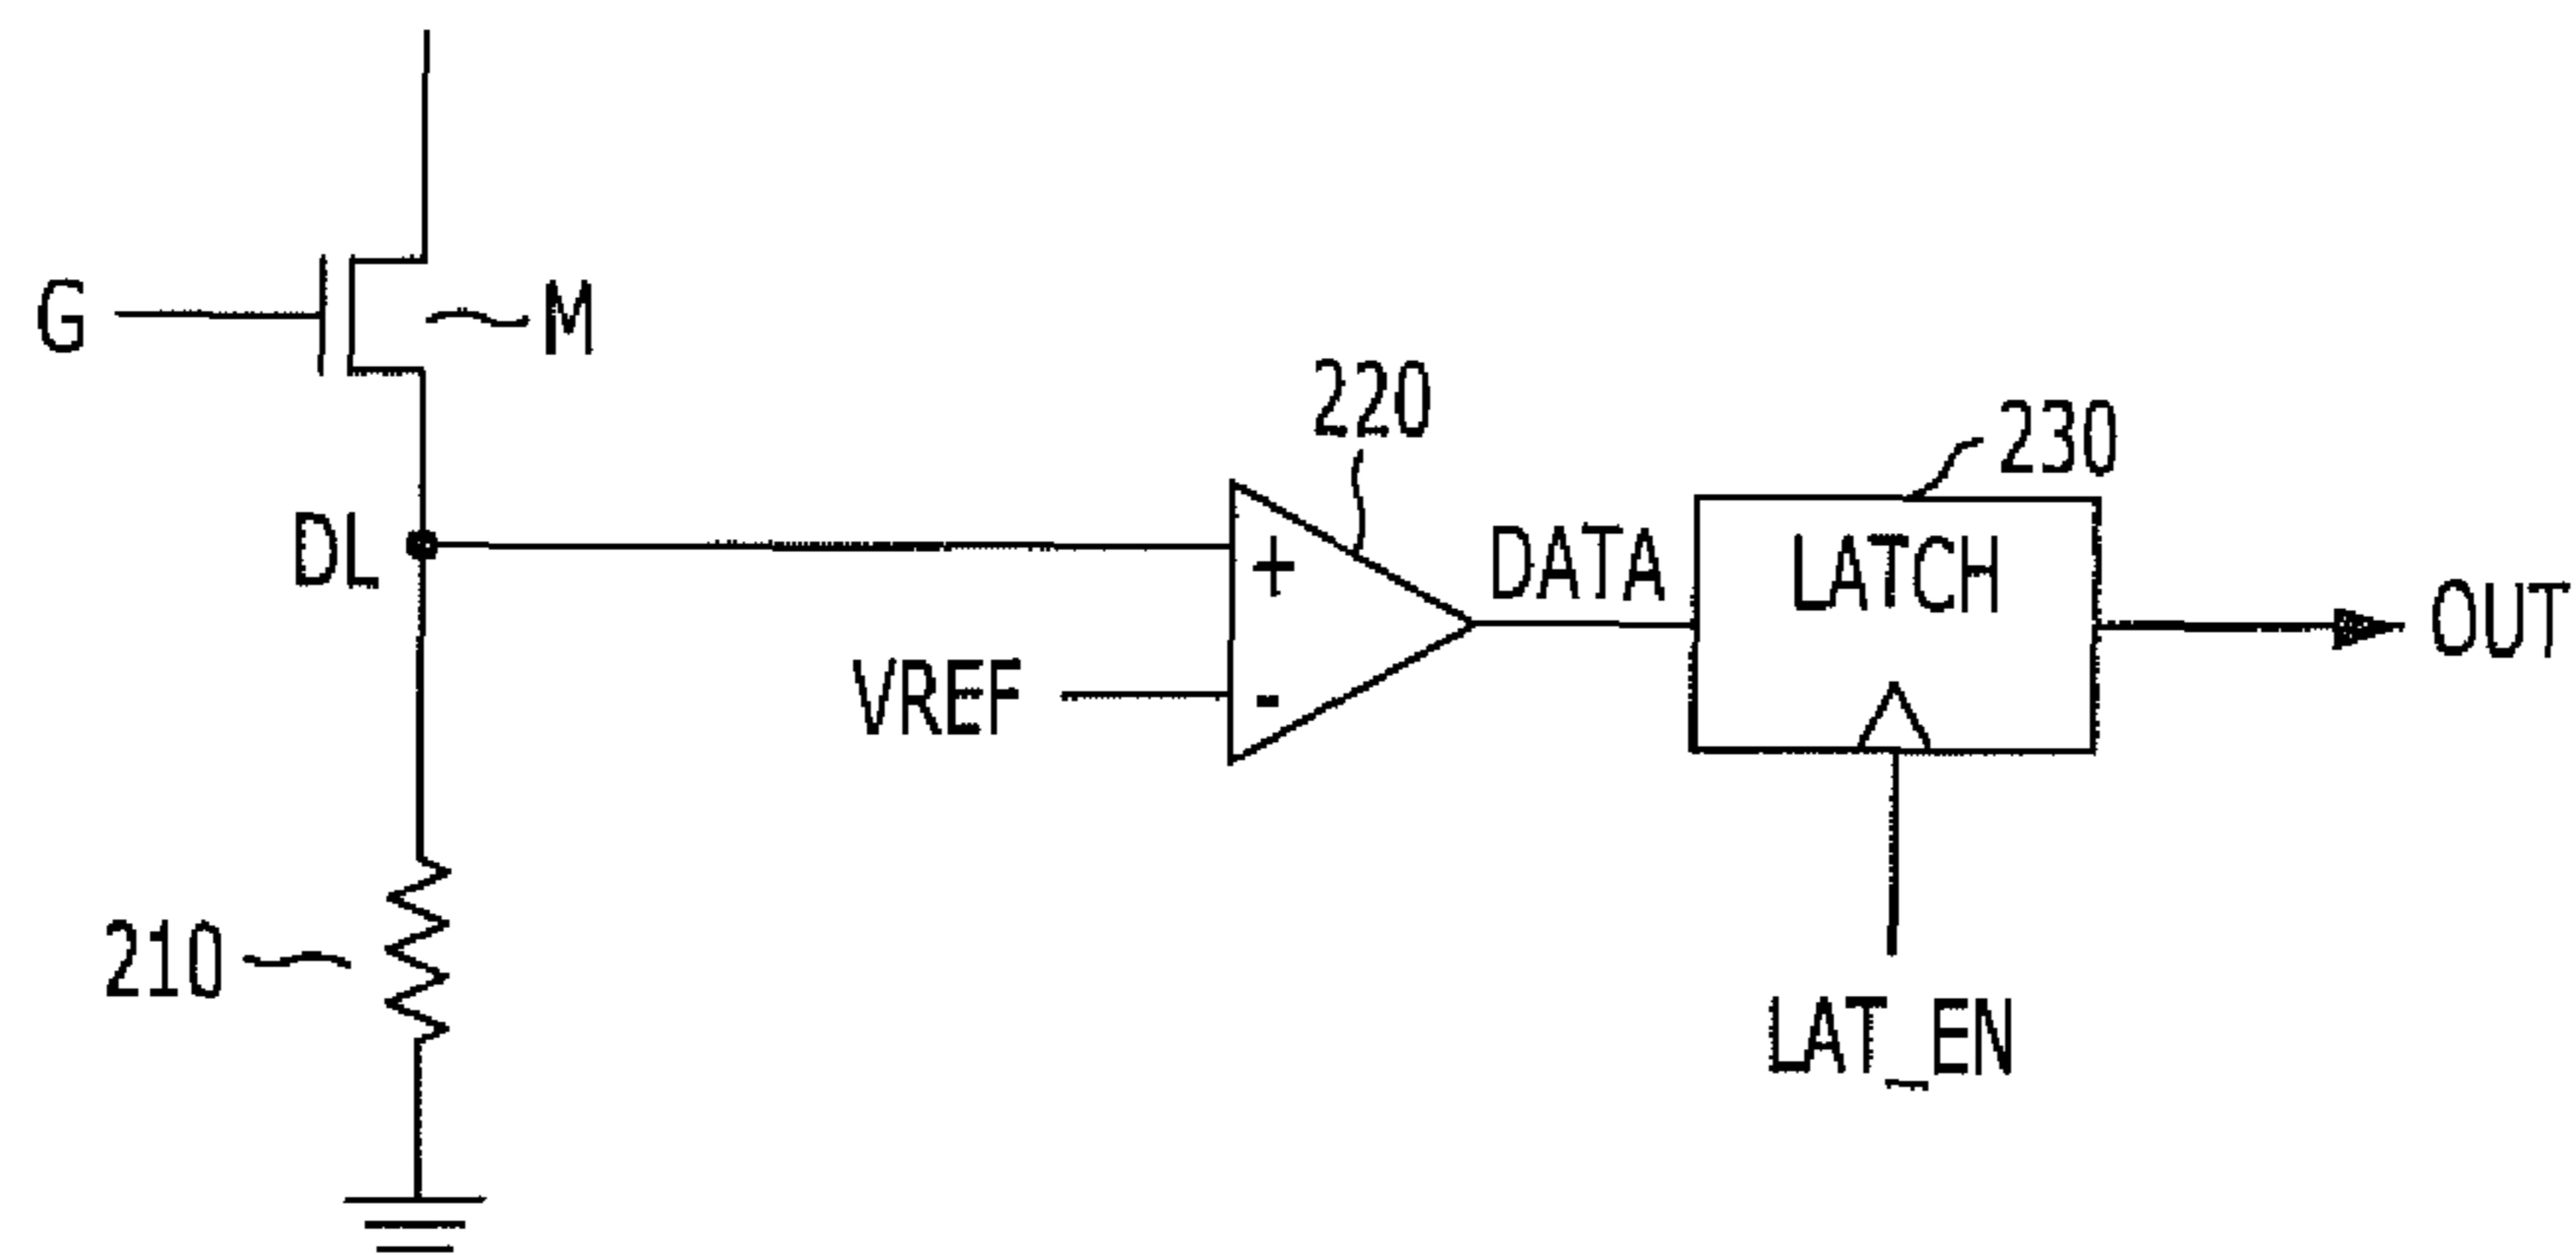 G
M
220
230
DL
+
DATA
LATCH
OUT
VREF
-
210
LAT_EN